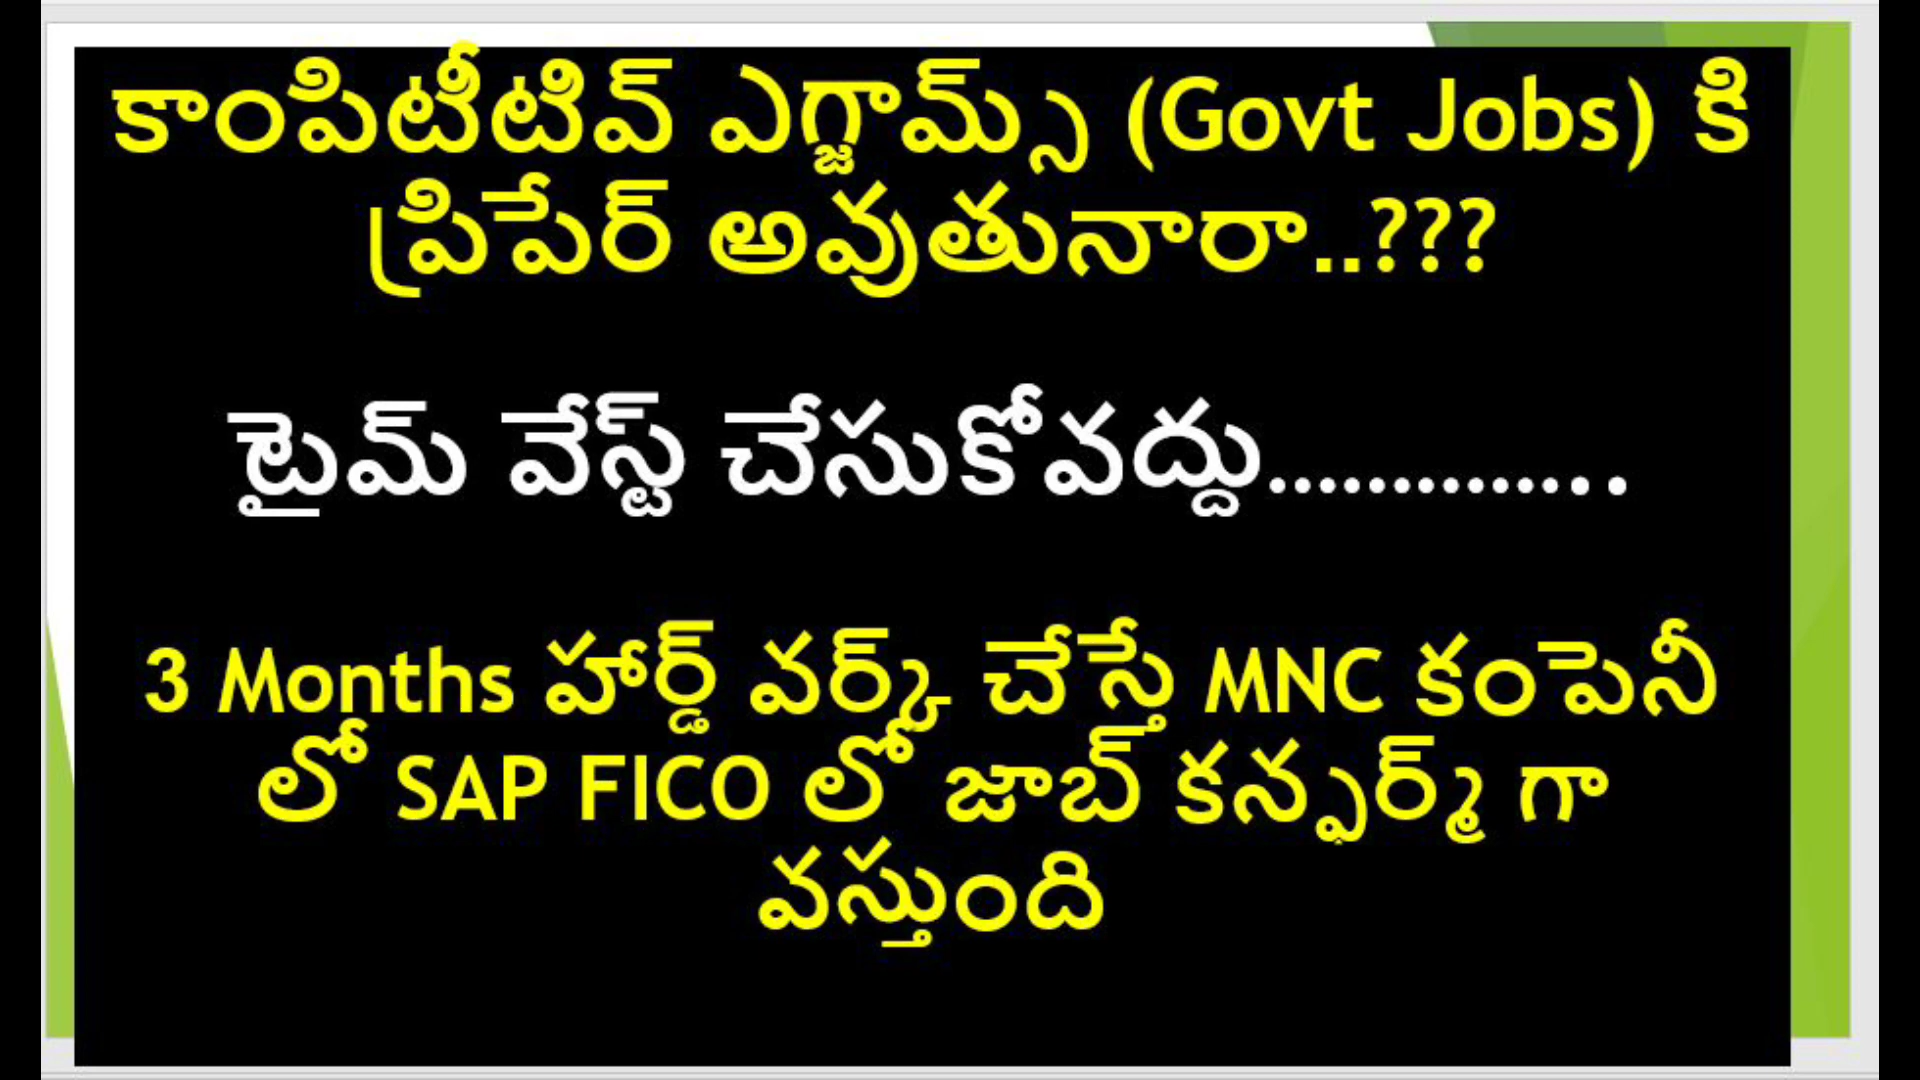 కాంపిటీటివ్ ఎగ్జామ్స్ (Govt Jobs) కి
ప్రిపేర్ అవుతునారా..???
టైమ్ వేస్ట్ చేసుకోవద్దు..............
3 Months హార్డ్ వర్క్ చేస్తే MNC కంపెనీ
లో SAP FICO లో జాబ్ కన్ఫర్మ్ గా
వస్తుంది